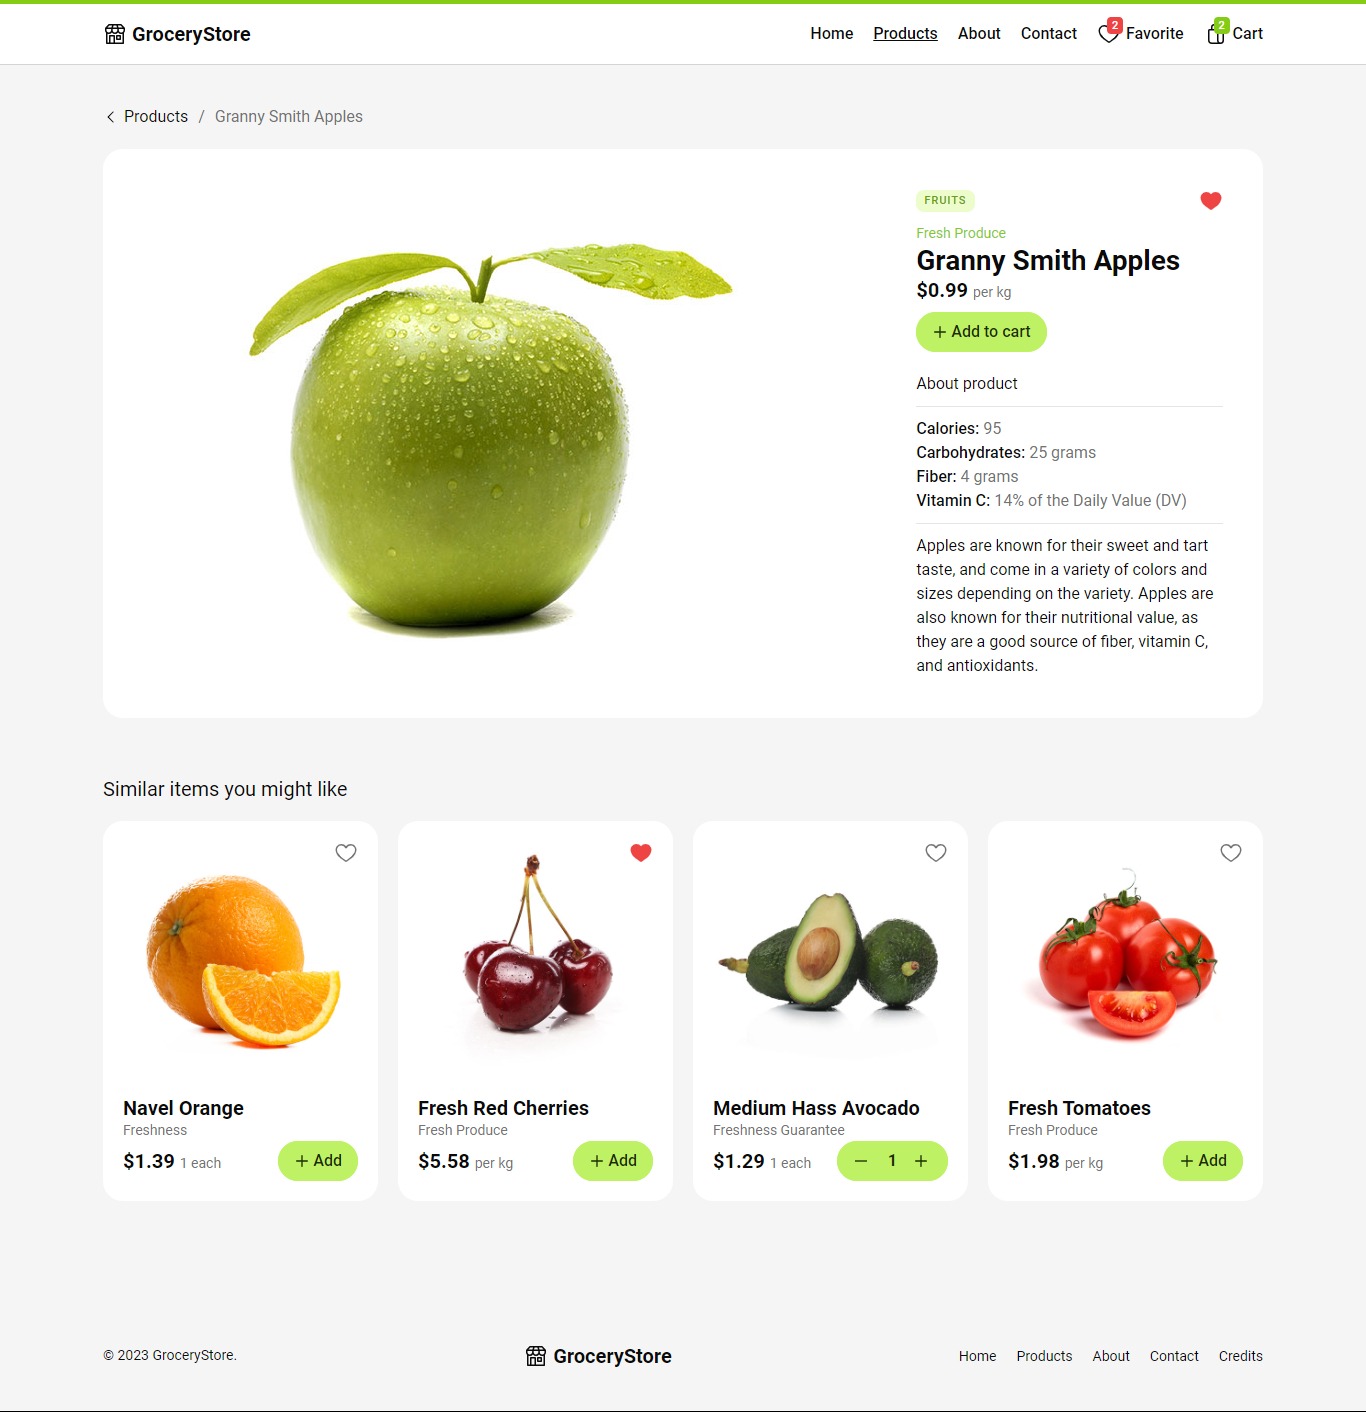 GroceryStore
Home Products About Contact 2 Favorite 2 Cart
Products / Granny Smith Apples
FRUITS
Fresh Produce
Granny Smith Apples
$0.99 per kg
+ Add to cart
About product
Calories: 95
Carbohydrates: 25 grams
Fiber: 4 grams
Vitamin C: 14% of the Daily Value (DV)
Apples are known for their sweet and tart
taste, and come in a variety of colors and
sizes depending on the variety. Apples are
also known for their nutritional value, as
they are a good source of fiber, vitamin C,
and antioxidants.
Similar items you might like
Navel Orange
Freshness
$1.39 1 each + Add
Fresh Red Cherries
Fresh Produce
$5.58 per kg + Add
Medium Hass Avocado
Freshness Guarantee
$1.29 1 each − 1 +
Fresh Tomatoes
Fresh Produce
$1.98 per kg + Add
© 2023 GroceryStore.
GroceryStore
Home Products About Contact Credits